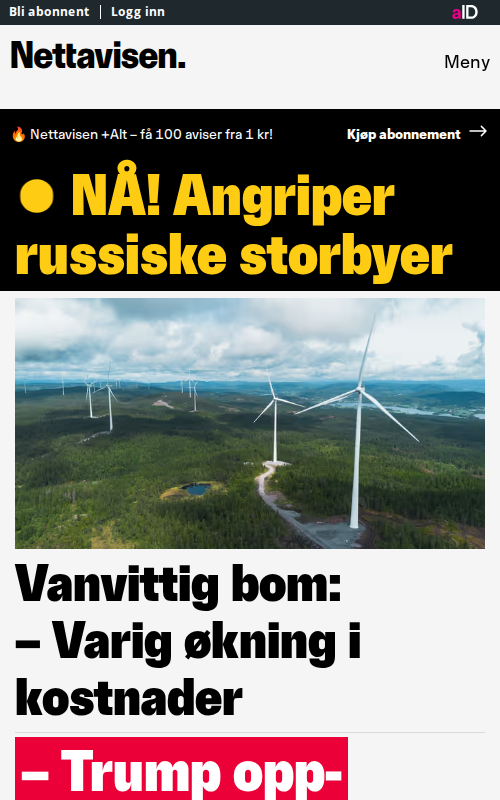 Bli abonnent | Logg inn
aID
Nettavisen.
Meny
🔥 Nettavisen +Alt – få 100 aviser fra 1 kr!
Kjøp abonnement →
NÅ! Angriper
russiske storbyer
Vanvittig bom:
– Varig økning i
kostnader
– Trump opp-